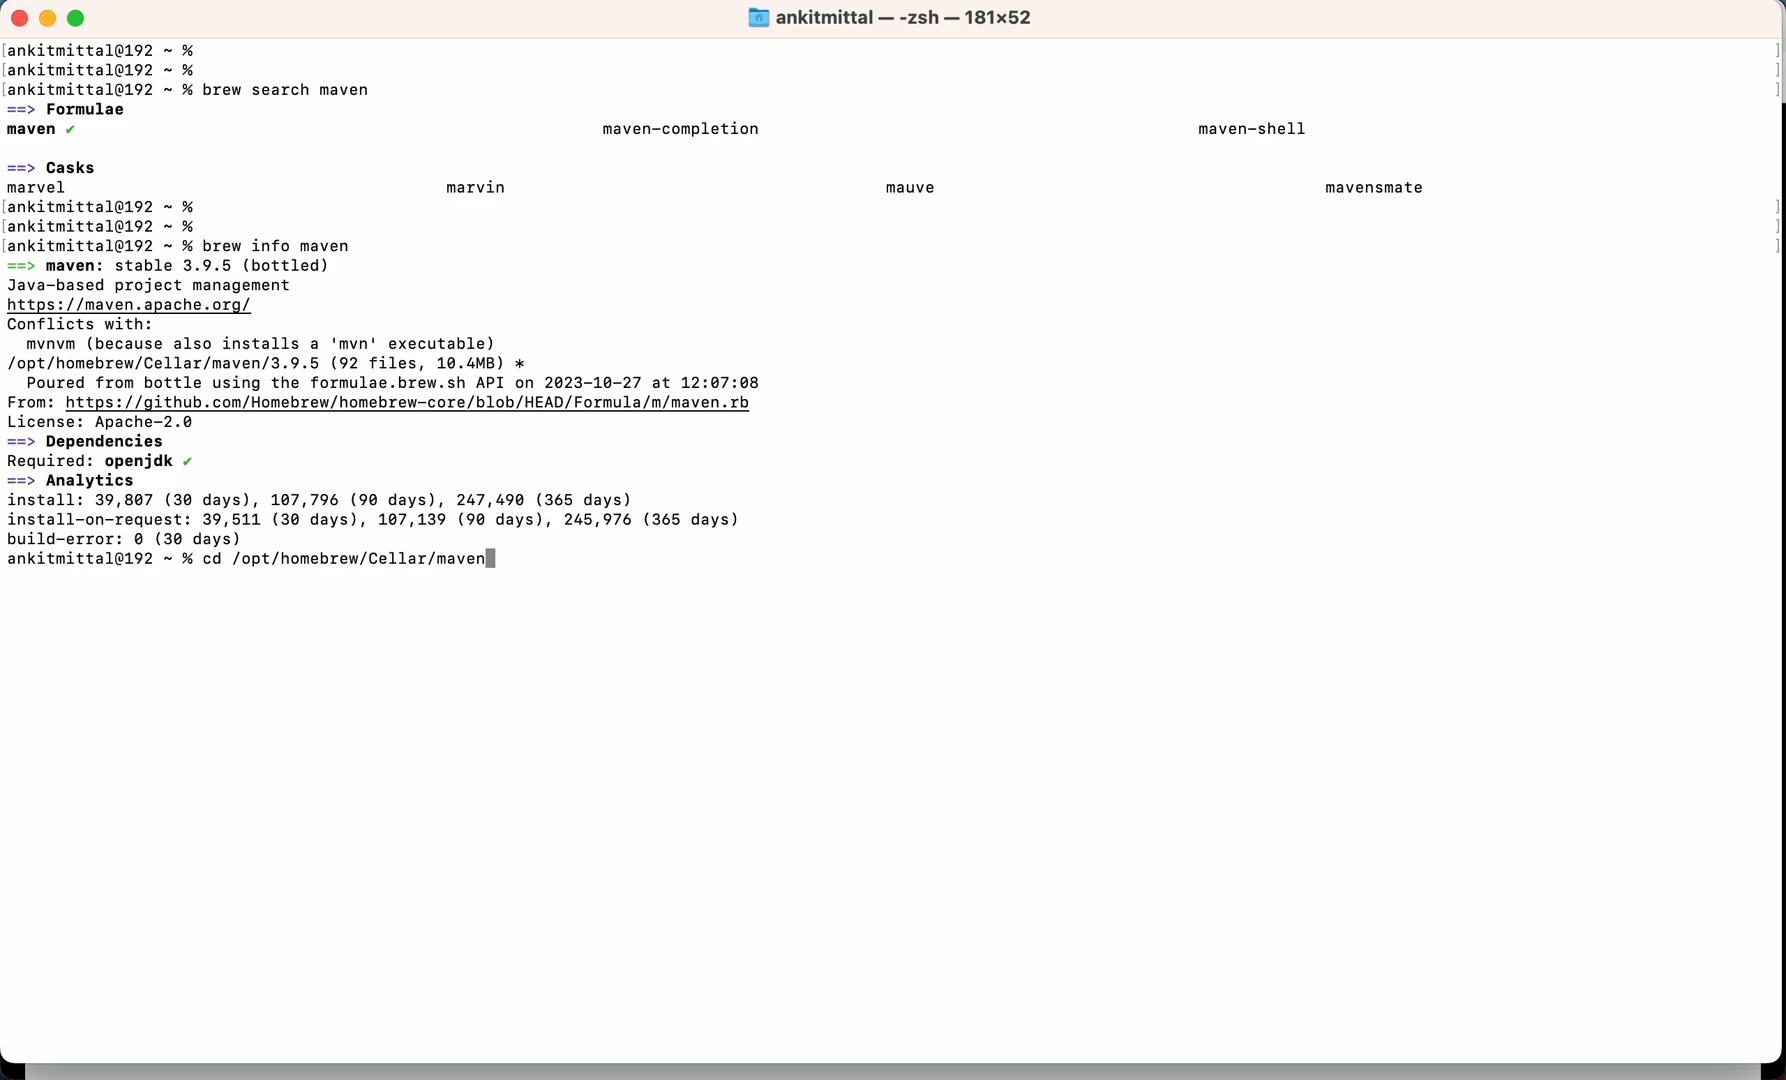 ankitmittal — -zsh — 181×52
[ankitmittal@192 ~ % ]
[ankitmittal@192 ~ % ]
[ankitmittal@192 ~ % brew search maven ]
==> Formulae
maven ✔ maven-completion maven-shell
==> Casks
marvel marvin mauve mavensmate
[ankitmittal@192 ~ % ]
[ankitmittal@192 ~ % ]
[ankitmittal@192 ~ % brew info maven ]
==> maven: stable 3.9.5 (bottled)
Java-based project management
https://maven.apache.org/
Conflicts with:
  mvnvm (because also installs a 'mvn' executable)
/opt/homebrew/Cellar/maven/3.9.5 (92 files, 10.4MB) *
  Poured from bottle using the formulae.brew.sh API on 2023-10-27 at 12:07:08
From: https://github.com/Homebrew/homebrew-core/blob/HEAD/Formula/m/maven.rb
License: Apache-2.0
==> Dependencies
Required: openjdk ✔
==> Analytics
install: 39,807 (30 days), 107,796 (90 days), 247,490 (365 days)
install-on-request: 39,511 (30 days), 107,139 (90 days), 245,976 (365 days)
build-error: 0 (30 days)
ankitmittal@192 ~ % cd /opt/homebrew/Cellar/maven